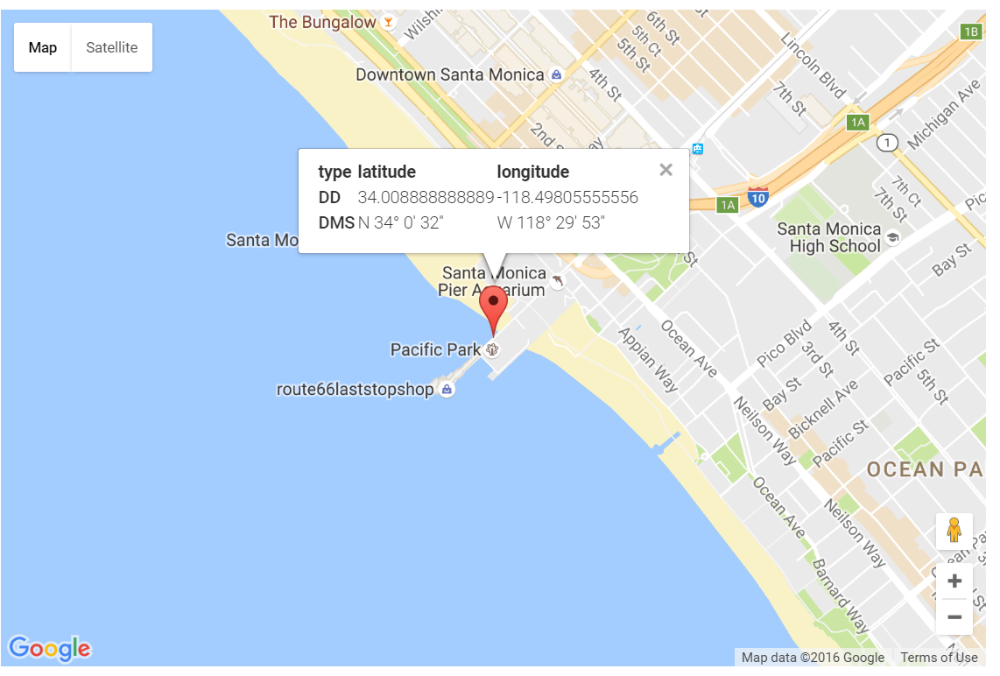 The Bungalow
Wilsh
6th St
5th Ct
5th St
1B
Map
Satellite
Lincoln Blvd
Downtown Santa Monica
4th St
7th St
Michigan Ave
1A
2nd S
way
1
type latitude longitude
DD 34.008888888889 -118.49805555556
DMS N 34° 0' 32" W 118° 29' 53"
7th Ct
7th St
Pic
1A
10
Santa Mo
Santa Monica
High School
St
Bay St
Santa Monica
Pier Aquarium
Pacific Park
Ocean Ave
Appian Way
Pico Blvd
4th St
3rd St
Pacific St
5th St
route66laststopshop
Bay St
Bicknell Ave
Neilson Way
Pacific St
OCEAN PA
Ocean Ave
Neilson Way
Ocean Pa
Barnard Way
Google
Map data ©2016 Google
Terms of Use